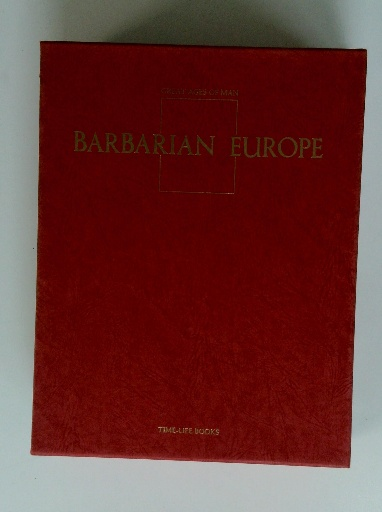 GREAT AGES OF MAN
BARBARIAN EUROPE
TIME-LIFE BOOKS